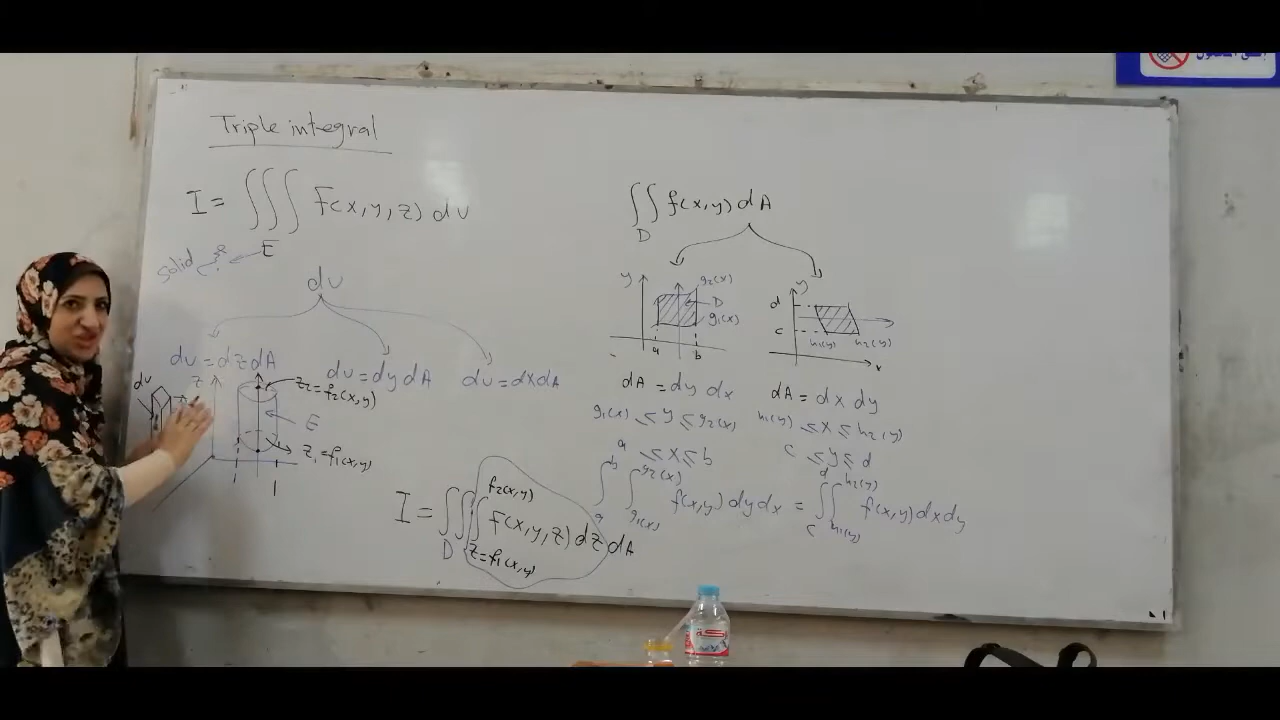 Triple integral
I = ∭ F(x, y, z) dv
E
solid
dv
dv = dz dA
dv = dy dA
dv = dx dA
dv
z
z2 = f2(x,y)
E
z1 = f1(x,y)
I = ∬ ∫ F(x,y,z) dz dA
D
f2(x,y)
z=f1(x,y)
∬ f(x,y) dA
D
y
g2(x)
D
g1(x)
a
b
y
d
c
h1(y)
h2(y)
x
dA = dy dx
g1(x) ≤ y ≤ g2(x)
a ≤ x ≤ b
dA = dx dy
h1(y) ≤ x ≤ h2(y)
c ≤ y ≤ d
∫_a^b ∫_{g1(x)}^{g2(x)} f(x,y) dy dx = ∫_c^d ∫_{h1(y)}^{h2(y)} f(x,y) dx dy